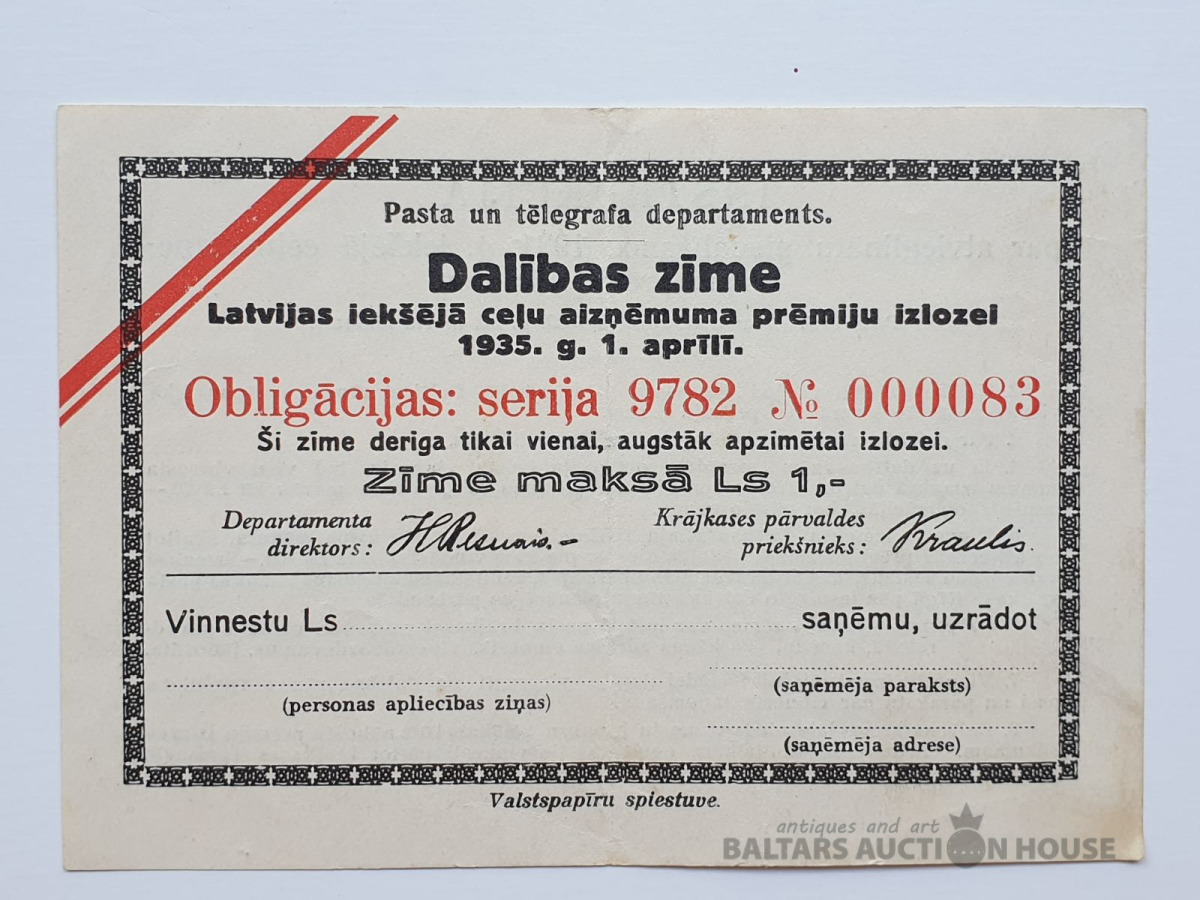 Pasta un tēlegrafa departaments.
Dalības zīme
Latvijas iekšējā ceļu aizņēmuma prēmiju izlozei
1935. g. 1. aprīlī.
Obligācijas: serija 9782 № 000083
Šī zīme deriga tikai vienai, augstāk apzīmētai izlozei.
Zīme maksā Ls 1,-
Departamenta direktors:
Krājkases pārvaldes priekšnieks: Kraulis.
Vinnestu Ls saņēmu, uzrādot
(personas apliecības ziņas)
(saņēmēja paraksts)
(saņēmēja adrese)
Valstspapīru spiestuve.
antiques and art
BALTARS AUCTION HOUSE